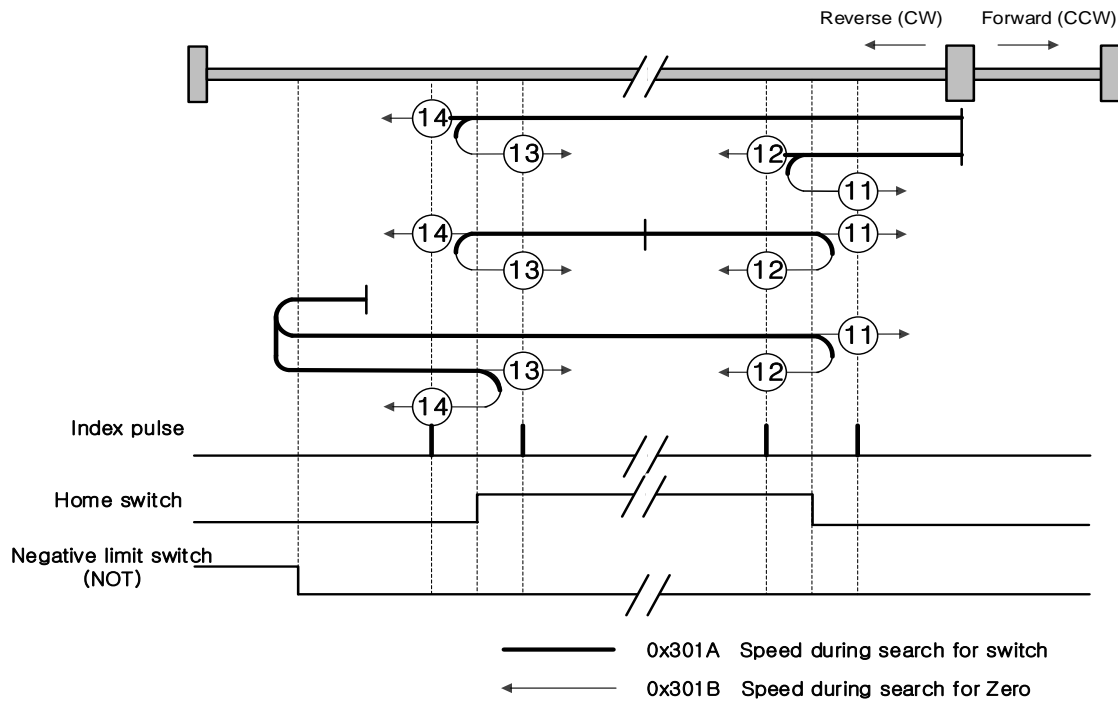 Reverse (CW) Forward (CCW)
14
13
12
11
14
11
13
12
11
13
12
14
Index pulse
Home switch
Negative limit switch
(NOT)
0x301A Speed during search for switch
0x301B Speed during search for Zero